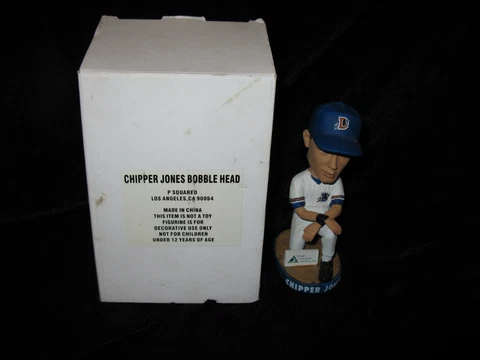 CHIPPER JONES BOBBLE HEAD
P SQUARED
LOS ANGELES, CA 90064
MADE IN CHINA
THIS ITEM IS NOT A TOY
FIGURINE IS FOR
DECORATIVE USE ONLY
NOT FOR CHILDREN
UNDER 12 YEARS OF AGE
D
CHIPPER JON